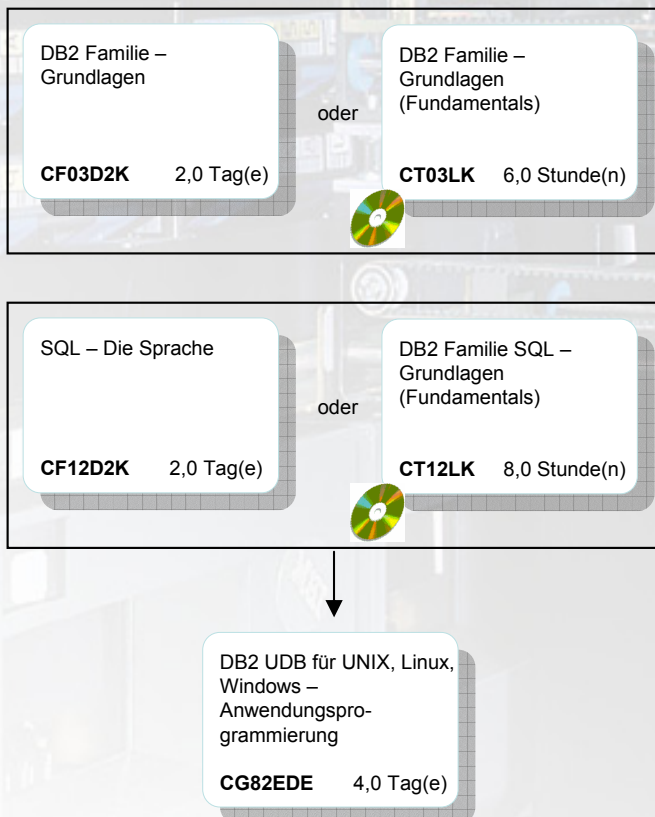 DB2 Familie –
Grundlagen
CF03D2K 2,0 Tag(e)
oder
DB2 Familie –
Grundlagen
(Fundamentals)
CT03LK 6,0 Stunde(n)
SQL – Die Sprache
CF12D2K 2,0 Tag(e)
oder
DB2 Familie SQL –
Grundlagen
(Fundamentals)
CT12LK 8,0 Stunde(n)
DB2 UDB für UNIX, Linux,
Windows –
Anwendungspro-
grammierung
CG82EDE 4,0 Tag(e)